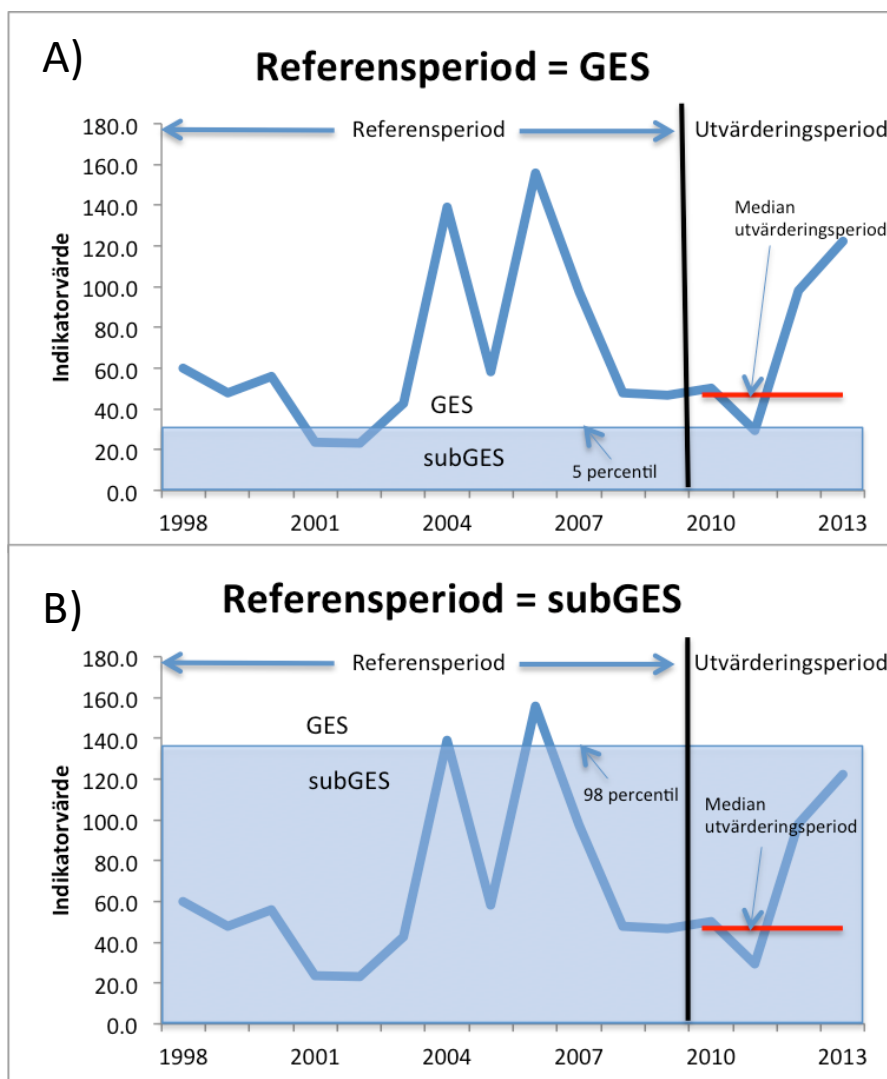 A)
Referensperiod = GES
180.0
160.0
140.0
120.0
100.0
80.0
60.0
40.0
20.0
0.0
Indikatorvärde
Referensperiod
Utvärderingsperiod
Median
utvärderingsperiod
GES
subGES
5 percentil
1998
2001
2004
2007
2010
2013
B)
Referensperiod = subGES
180.0
160.0
140.0
120.0
100.0
80.0
60.0
40.0
20.0
0.0
Indikatorvärde
Referensperiod
Utvärderingsperiod
GES
subGES
98 percentil
Median
utvärderingsperiod
1998
2001
2004
2007
2010
2013